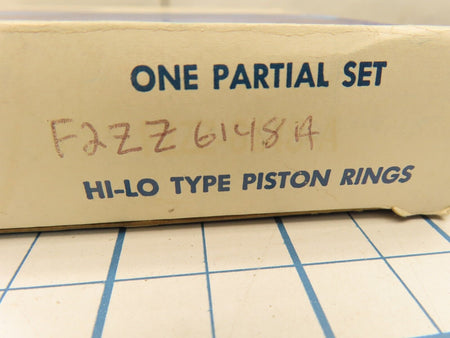 ONE PARTIAL SET
F2ZZ6148A
HI-LO TYPE PISTON RINGS